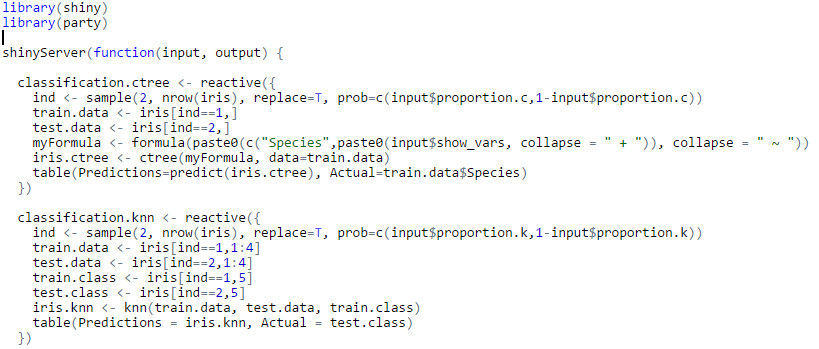 library(shiny)
library(party)
shinyServer(function(input, output) {
classification.ctree <- reactive({
ind <- sample(2, nrow(iris), replace=T, prob=c(input$proportion.c,1-input$proportion.c))
train.data <- iris[ind==1,]
test.data <- iris[ind==2,]
myFormula <- formula(paste0(c("Species",paste0(input$show_vars, collapse = " + ")), collapse = " ~ "))
iris.ctree <- ctree(myFormula, data=train.data)
table(Predictions=predict(iris.ctree), Actual=train.data$Species)
})
classification.knn <- reactive({
ind <- sample(2, nrow(iris), replace=T, prob=c(input$proportion.k,1-input$proportion.k))
train.data <- iris[ind==1,1:4]
test.data <- iris[ind==2,1:4]
train.class <- iris[ind==1,5]
test.class <- iris[ind==2,5]
iris.knn <- knn(train.data, test.data, train.class)
table(Predictions = iris.knn, Actual = test.class)
})